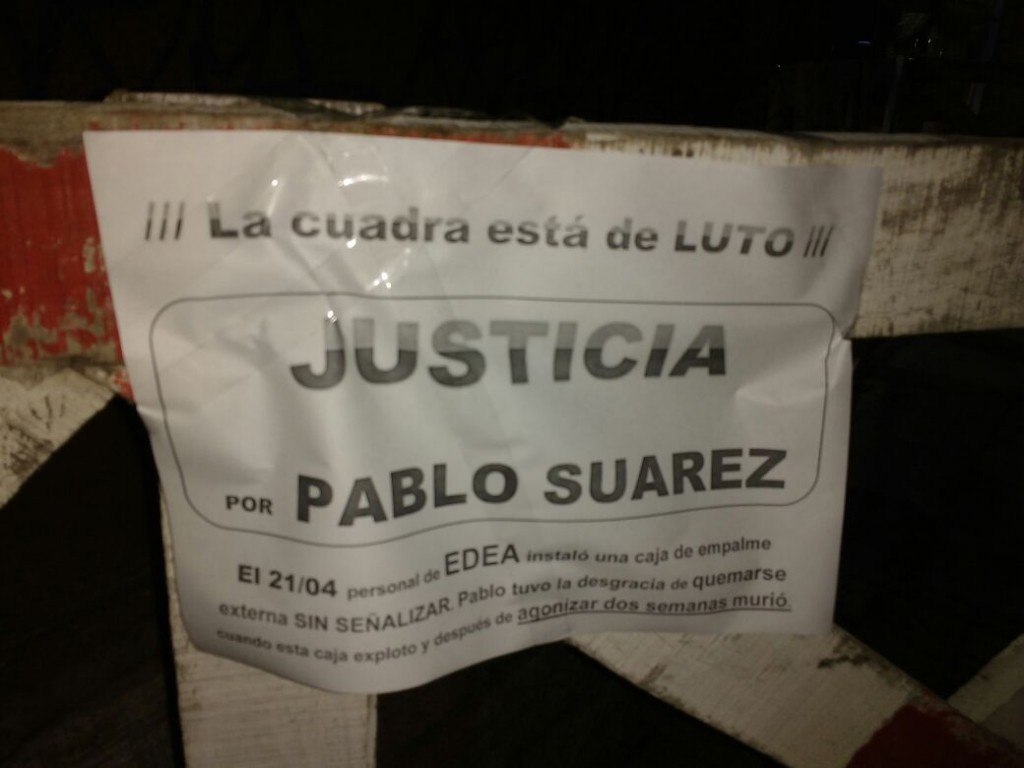 /// La cuadra está de LUTO ///
JUSTICIA
POR PABLO SUAREZ
El 21/04 personal de EDEA instaló una caja de empalme
externa SIN SEÑALIZAR. Pablo tuvo la desgracia de quemarse
cuando esta caja exploto y después de agonizar dos semanas murió.